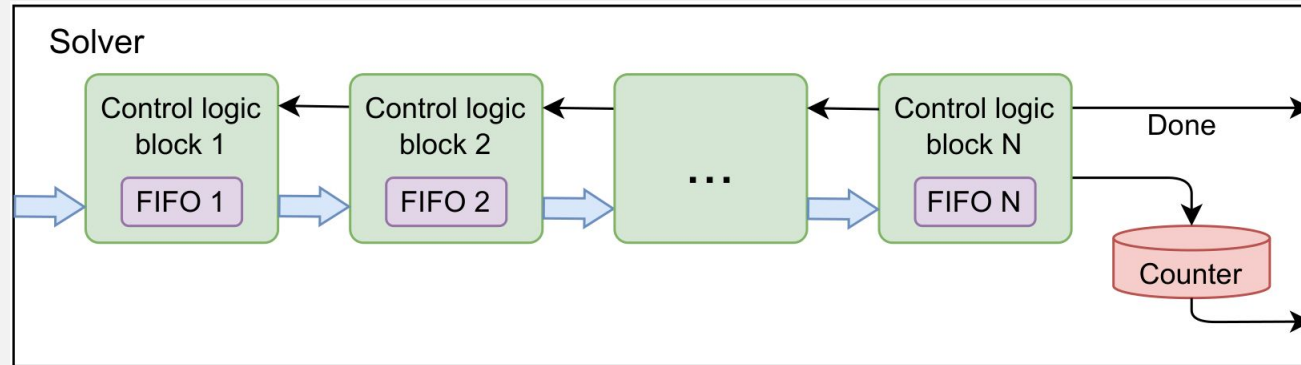 Solver
Control logic
block 1
FIFO 1
Control logic
block 2
FIFO 2
...
Control logic
block N
FIFO N
Done
Counter